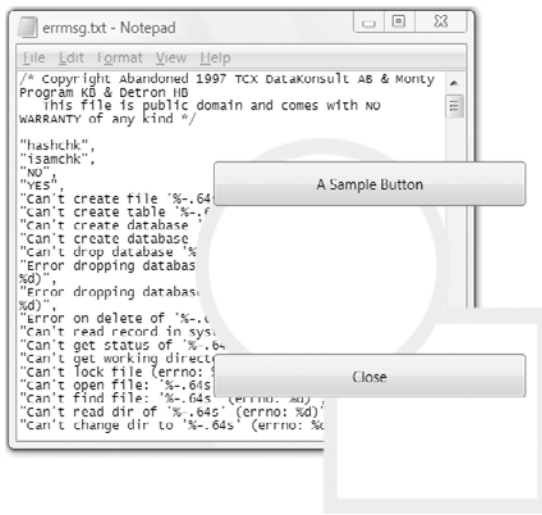 errmsg.txt - Notepad
File Edit Format View Help
/* Copyright Abandoned 1997 TCX DataKonsult AB & Monty
Program KB & Detron HB
This file is public domain and comes with NO
WARRANTY of any kind */
"hashchk",
"isamchk",
"NO",
"YES",
"Can't create file '%-.64s
"Can't create table '%-.6
"Can't create database '
"Can't create database
"Can't drop database '%
"Error dropping databas
%d)",
"Error dropping databas
%d)",
"Error on delete of '%-.6
"Can't read record in sys
"Can't get status of '%-.64
"Can't get working direct
"Can't lock file (errno: %
"Can't open file: '%-.64s
"Can't find file: '%-.64s' (errno: %d)",
"Can't read dir of '%-.64s' (errno: %d)"
"Can't change dir to '%-.64s' (errno: %d
A Sample Button
Close